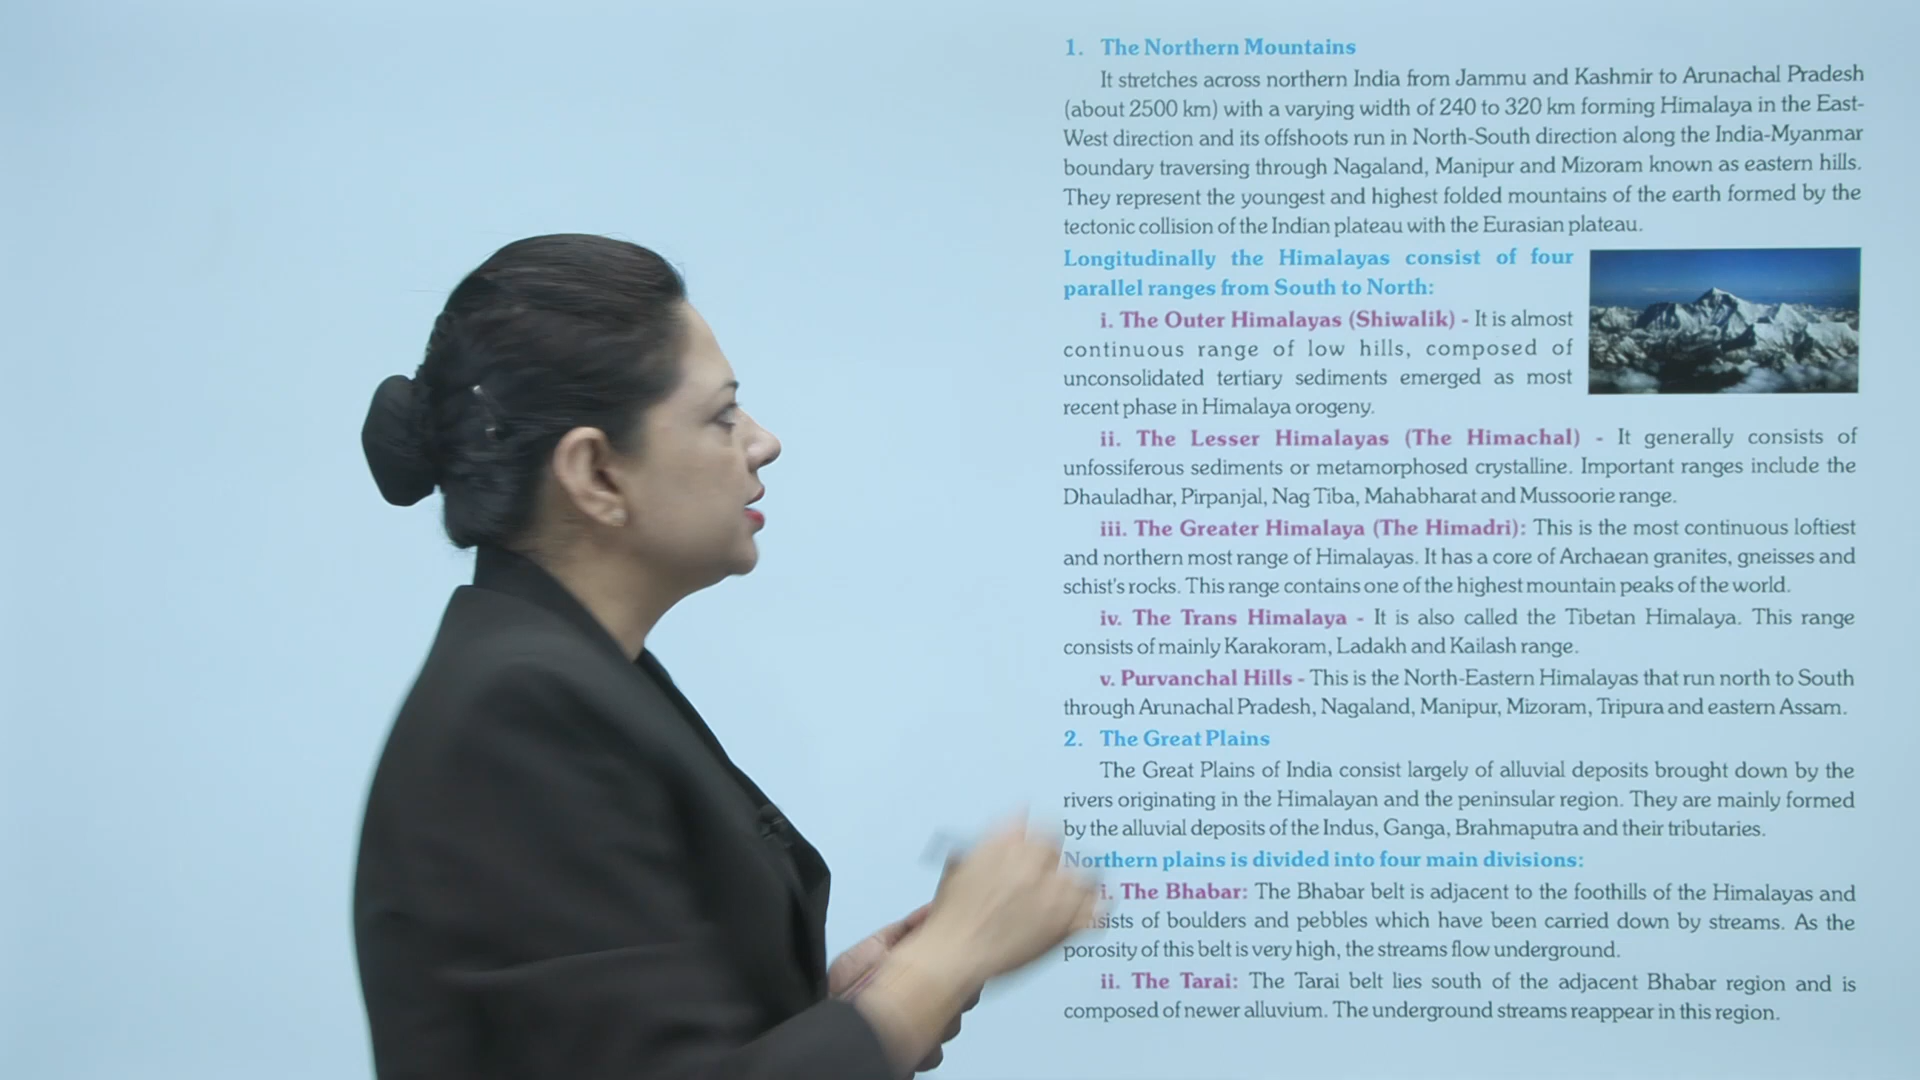 1. The Northern Mountains
It stretches across northern India from Jammu and Kashmir to Arunachal Pradesh
(about 2500 km) with a varying width of 240 to 320 km forming Himalaya in the East-
West direction and its offshoots run in North-South direction along the India-Myanmar
boundary traversing through Nagaland, Manipur and Mizoram known as eastern hills.
They represent the youngest and highest folded mountains of the earth formed by the
tectonic collision of the Indian plateau with the Eurasian plateau.
Longitudinally the Himalayas consist of four
parallel ranges from South to North:
i. The Outer Himalayas (Shiwalik) - It is almost
continuous range of low hills, composed of
unconsolidated tertiary sediments emerged as most
recent phase in Himalaya orogeny.
ii. The Lesser Himalayas (The Himachal) - It generally consists of
unfossiferous sediments or metamorphosed crystalline. Important ranges include the
Dhauladhar, Pirpanjal, Nag Tiba, Mahabharat and Mussoorie range.
iii. The Greater Himalaya (The Himadri): This is the most continuous loftiest
and northern most range of Himalayas. It has a core of Archaean granites, gneisses and
schist's rocks. This range contains one of the highest mountain peaks of the world.
iv. The Trans Himalaya - It is also called the Tibetan Himalaya. This range
consists of mainly Karakoram, Ladakh and Kailash range.
v. Purvanchal Hills - This is the North-Eastern Himalayas that run north to South
through Arunachal Pradesh, Nagaland, Manipur, Mizoram, Tripura and eastern Assam.
2. The Great Plains
The Great Plains of India consist largely of alluvial deposits brought down by the
rivers originating in the Himalayan and the peninsular region. They are mainly formed
by the alluvial deposits of the Indus, Ganga, Brahmaputra and their tributaries.
Northern plains is divided into four main divisions:
i. The Bhabar: The Bhabar belt is adjacent to the foothills of the Himalayas and
of boulders and pebbles which have been carried down by streams. As the
porosity of this belt is very high, the streams flow underground.
ii. The Tarai: The Tarai belt lies south of the adjacent Bhabar region and is
composed of newer alluvium. The underground streams reappear in this region.